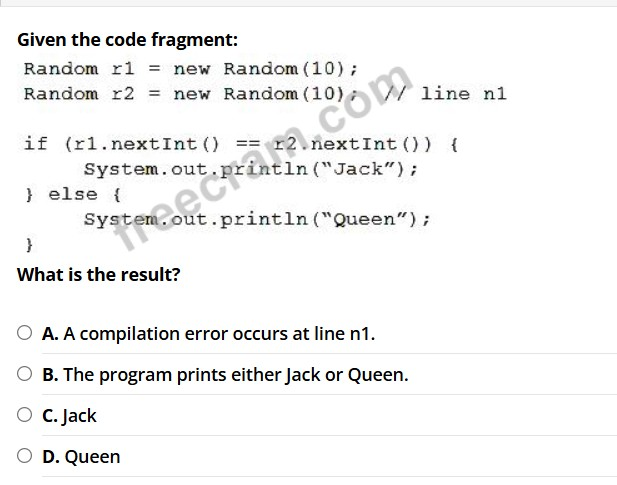 Given the code fragment:
Random r1 = new Random(10);
Random r2 = new Random(10); // line n1
if (r1.nextInt() == r2.nextInt()) {
System.out.println("Jack");
} else {
System.out.println("Queen");
}
What is the result?
A. A compilation error occurs at line n1.
B. The program prints either Jack or Queen.
C. Jack
D. Queen
freecram.com